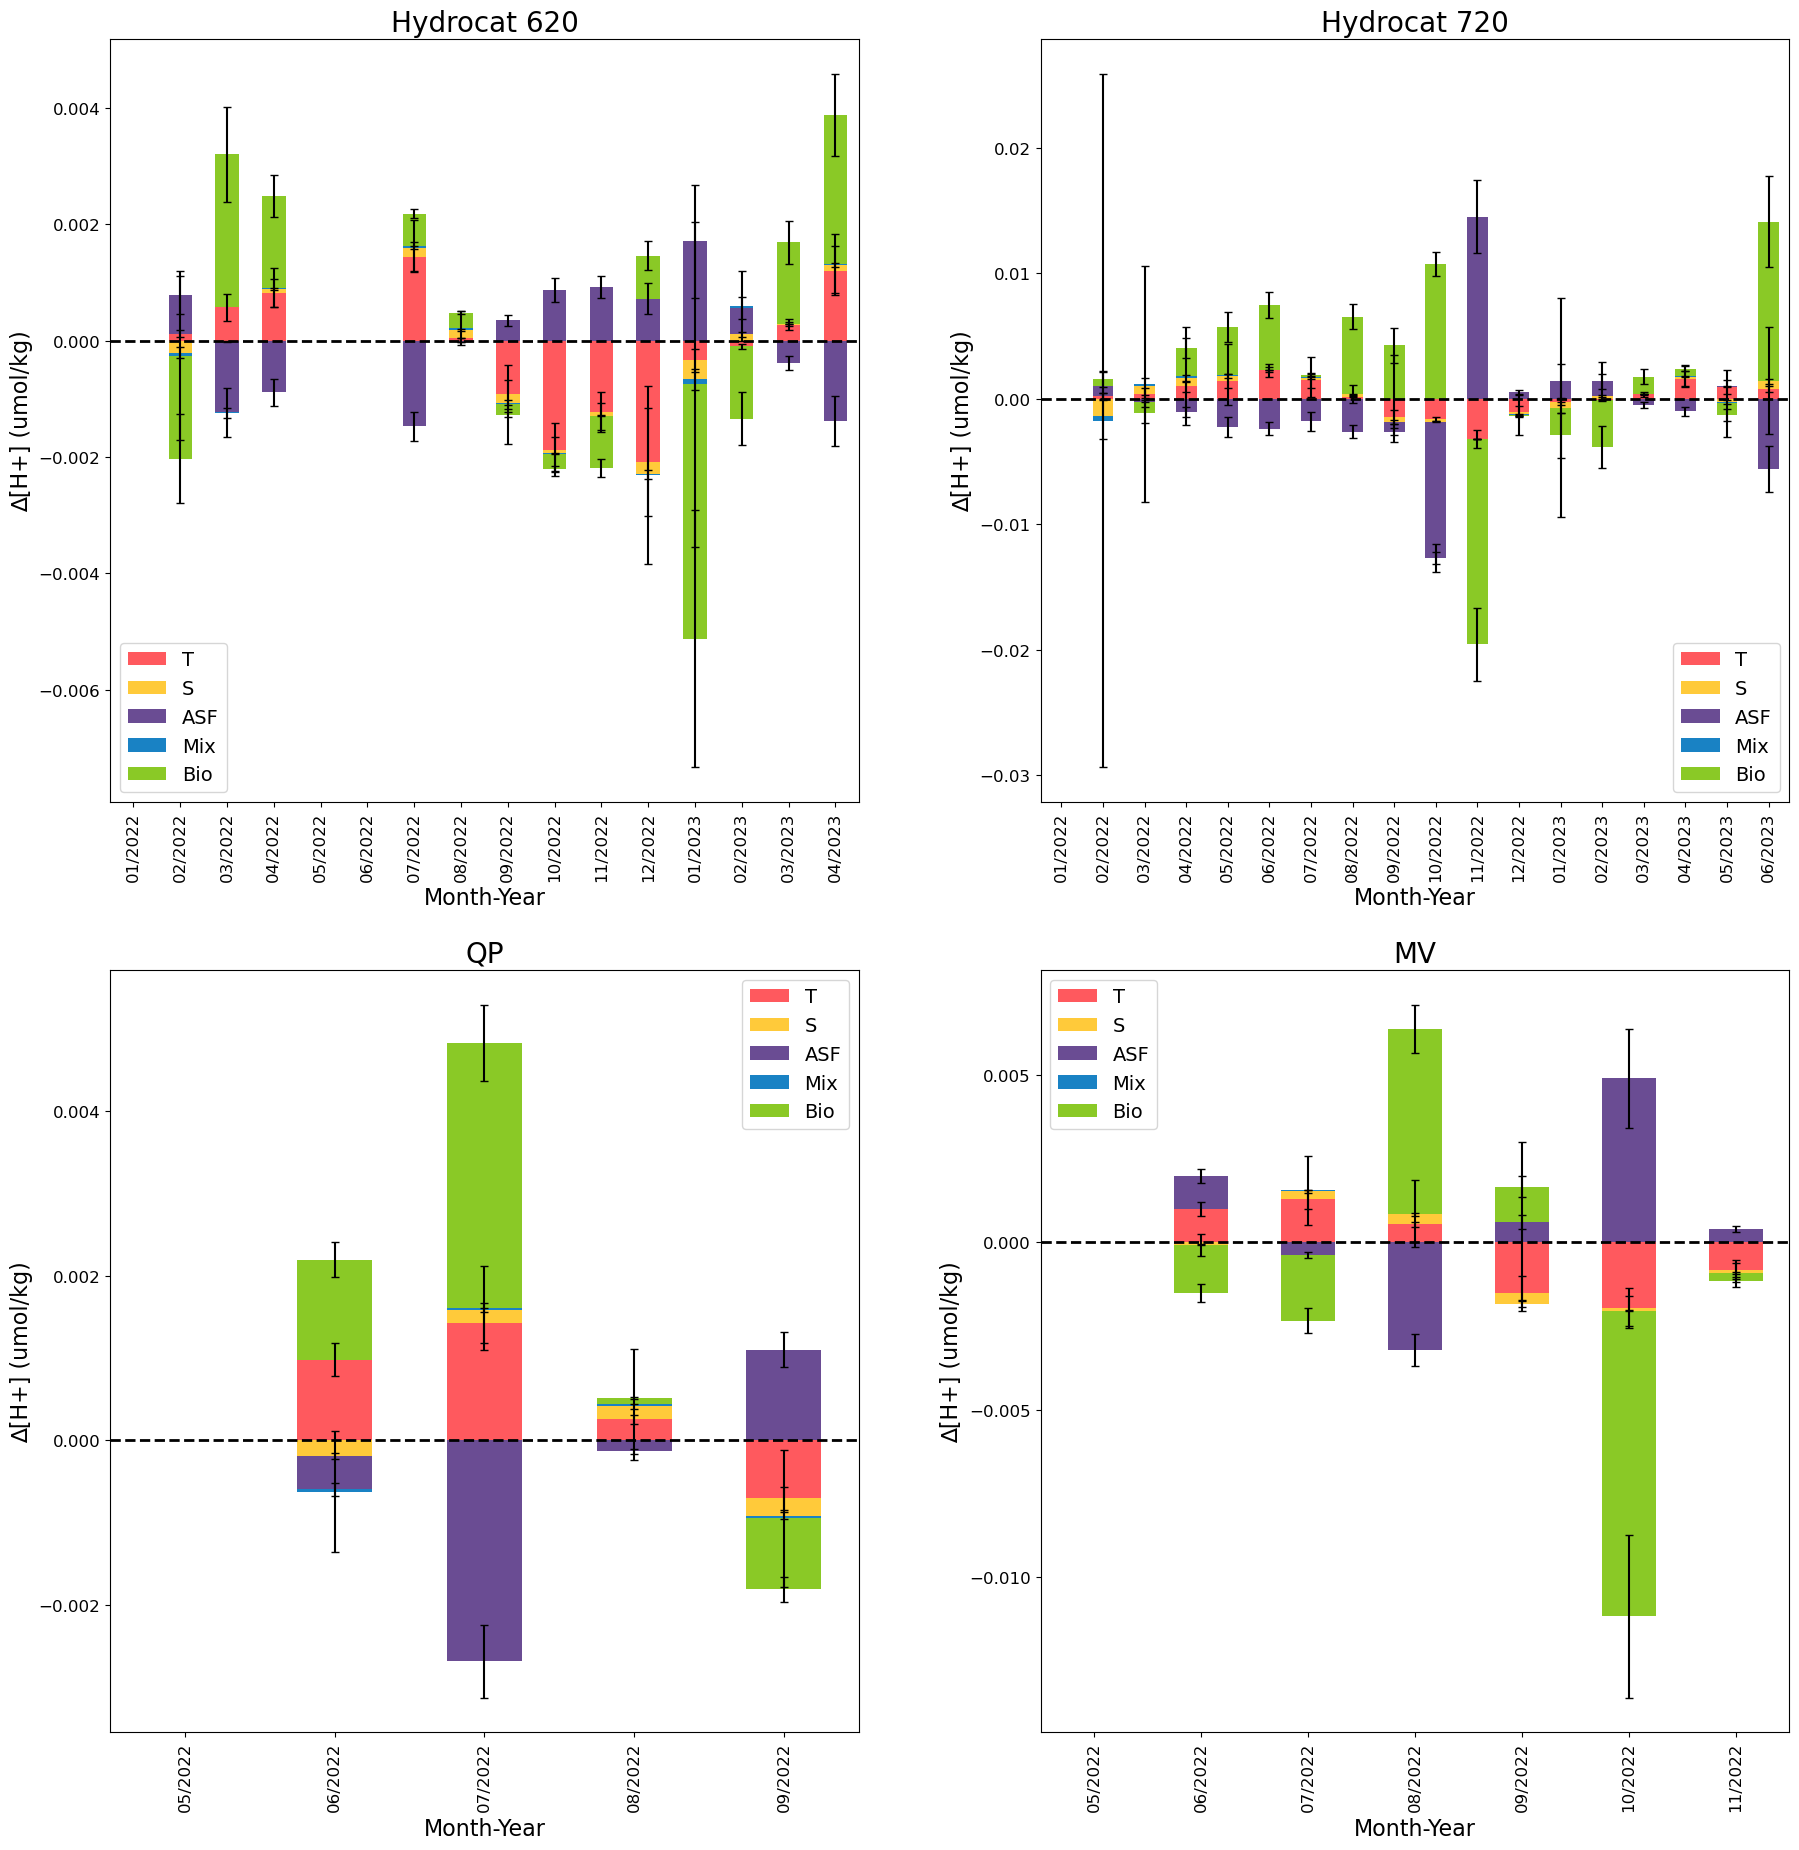 Hydrocat 620
Δ[H+] (umol/kg)
0.004
0.002
0.000
−0.002
−0.004
−0.006
T
S
ASF
Mix
Bio
01/2022
02/2022
03/2022
04/2022
05/2022
06/2022
07/2022
08/2022
09/2022
10/2022
11/2022
12/2022
01/2023
02/2023
03/2023
04/2023
Month-Year
Hydrocat 720
Δ[H+] (umol/kg)
0.02
0.01
0.00
−0.01
−0.02
−0.03
T
S
ASF
Mix
Bio
01/2022
02/2022
03/2022
04/2022
05/2022
06/2022
07/2022
08/2022
09/2022
10/2022
11/2022
12/2022
01/2023
02/2023
03/2023
04/2023
05/2023
06/2023
Month-Year
QP
Δ[H+] (umol/kg)
0.004
0.002
0.000
−0.002
T
S
ASF
Mix
Bio
05/2022
06/2022
07/2022
08/2022
09/2022
Month-Year
MV
Δ[H+] (umol/kg)
0.005
0.000
−0.005
−0.010
T
S
ASF
Mix
Bio
05/2022
06/2022
07/2022
08/2022
09/2022
10/2022
11/2022
Month-Year